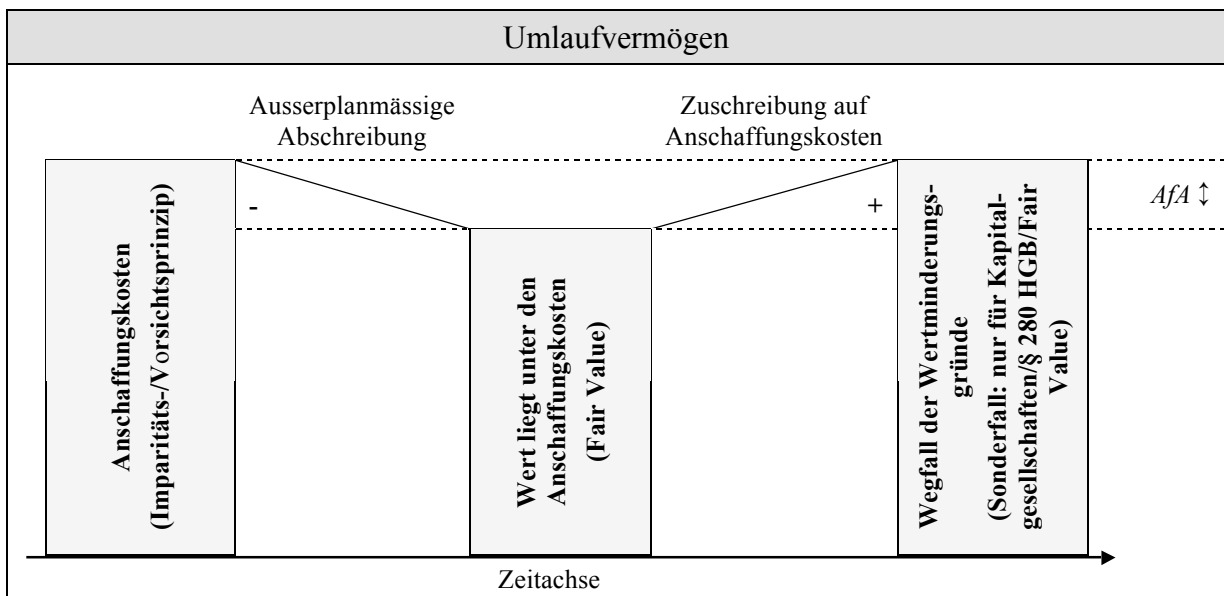 Umlaufvermögen
Ausserplanmässige
Abschreibung
Zuschreibung auf
Anschaffungskosten
Anschaffungskosten
(Imparitäts-/Vorsichtsprinzip)
-
Wert liegt unter den
Anschaffungskosten
(Fair Value)
+
Wegfall der Wertminderungs-
gründe
(Sonderfall: nur für Kapital-
gesellschaften/§ 280 HGB/Fair
Value)
AfA ↕
Zeitachse